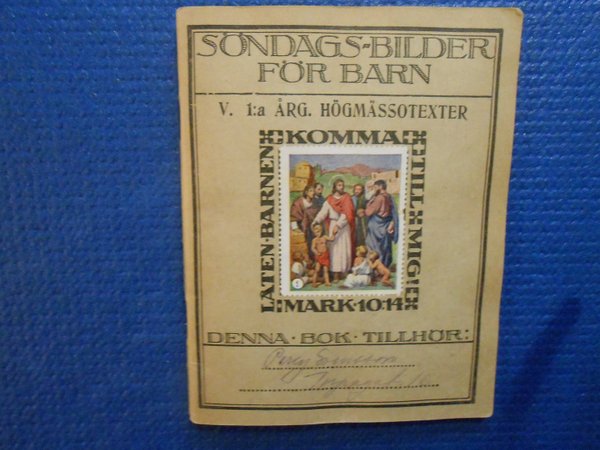 SÖNDAGS-BILDER
FÖR BARN
V. 1:a ÅRG. HÖGMÄSSOTEXTER
LÅTEN·BARNEN
KOMMA
TILL·MIG!
MARK·10:14
1
DENNA·BOK·TILLHÖR: